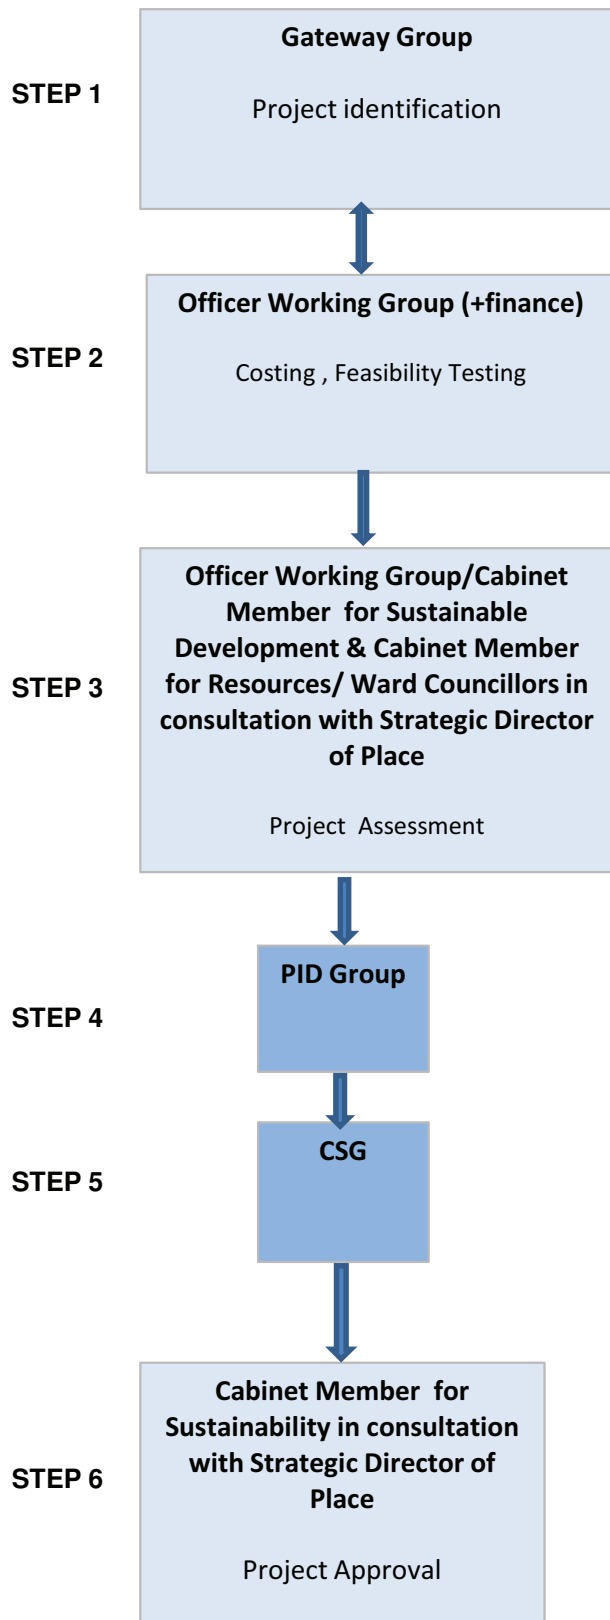 Gateway Group
STEP 1
Project identification
Officer Working Group (+finance)
STEP 2
Costing , Feasibility Testing
Officer Working Group/Cabinet
Member for Sustainable
Development & Cabinet Member
STEP 3
for Resources/ Ward Councillors in
consultation with Strategic Director
of Place
Project Assessment
PID Group
STEP 4
CSG
STEP 5
Cabinet Member for
Sustainability in consultation
with Strategic Director of
STEP 6
Place
Project Approval